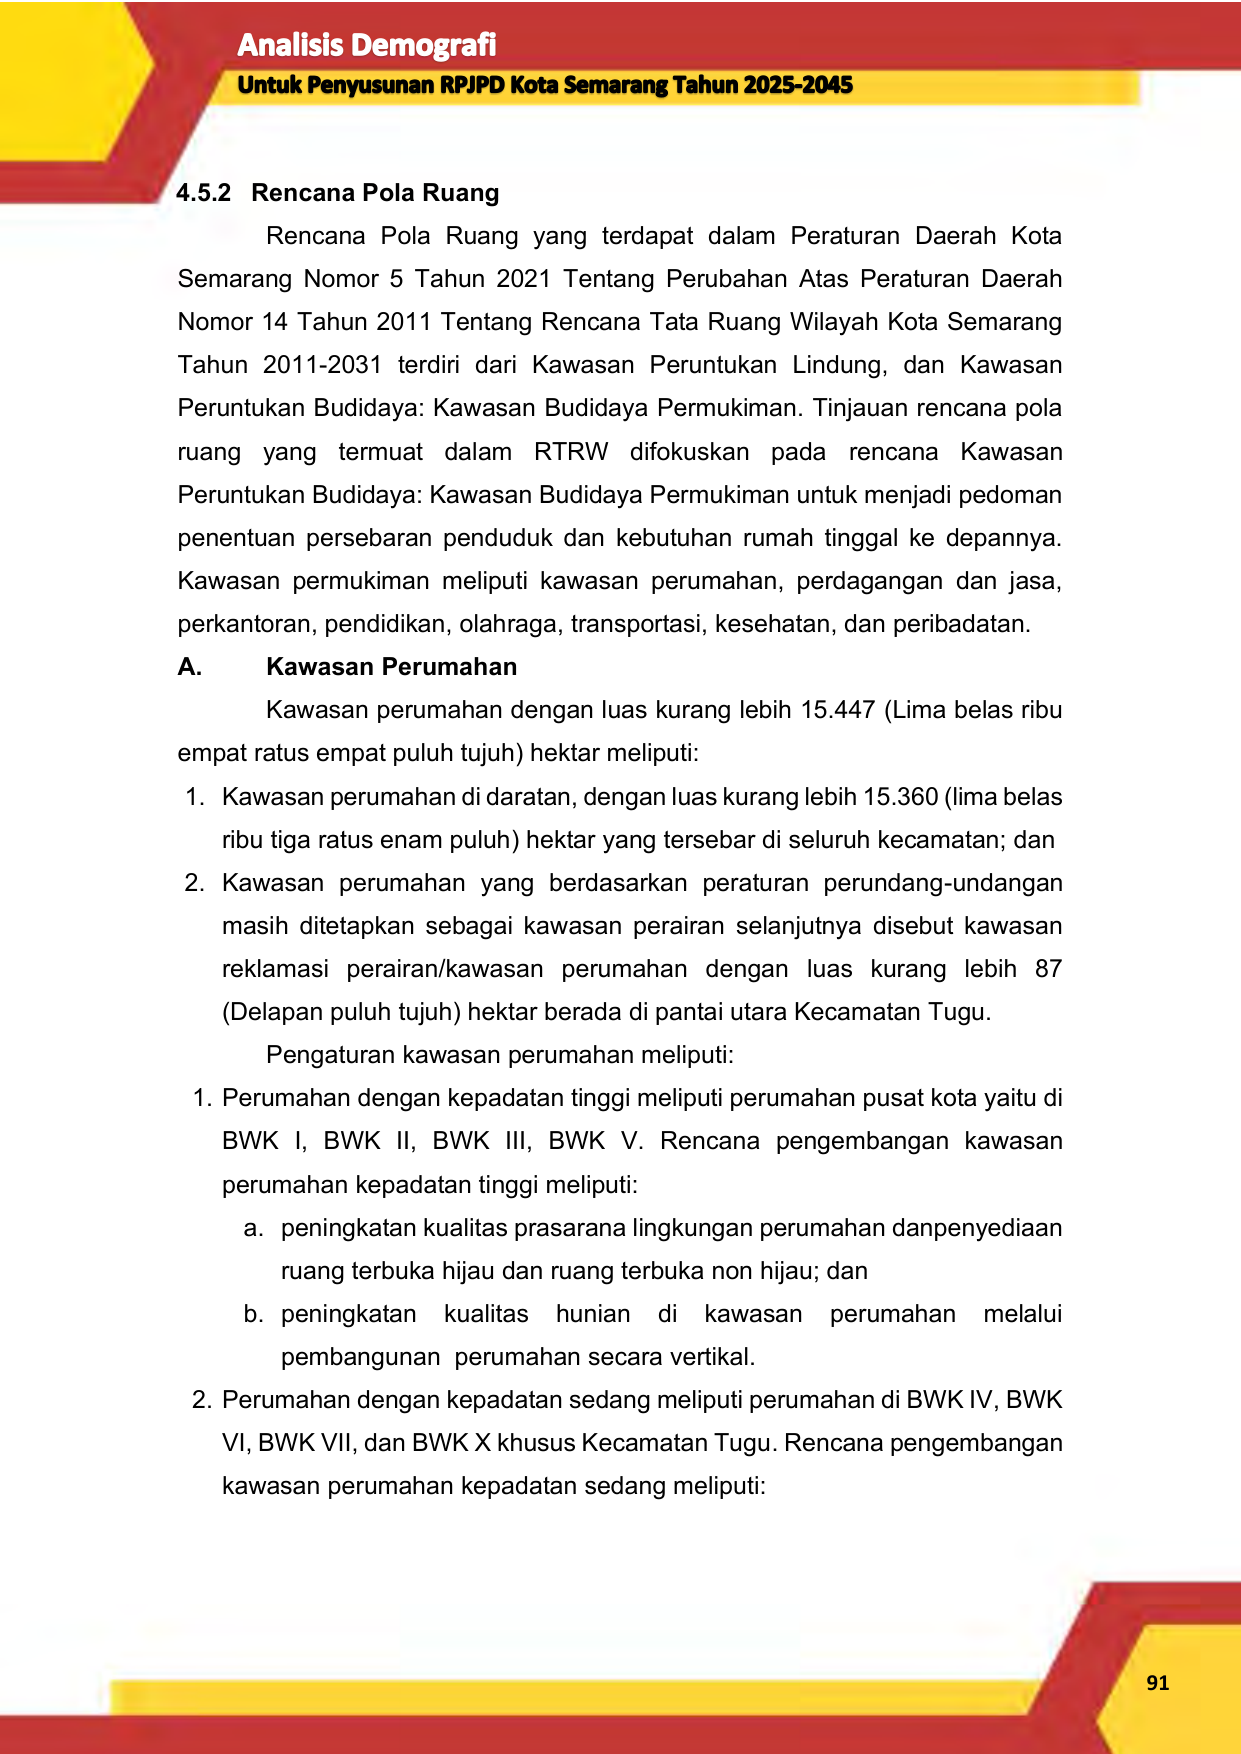 Analisis Demografi
Untuk Penyusunan RPJPD Kota Semarang Tahun 2025-2045
4.5.2 Rencana Pola Ruang
Rencana Pola Ruang yang terdapat dalam Peraturan Daerah Kota
Semarang Nomor 5 Tahun 2021 Tentang Perubahan Atas Peraturan Daerah
Nomor 14 Tahun 2011 Tentang Rencana Tata Ruang Wilayah Kota Semarang
Tahun 2011-2031 terdiri dari Kawasan Peruntukan Lindung, dan Kawasan
Peruntukan Budidaya: Kawasan Budidaya Permukiman. Tinjauan rencana pola
ruang yang termuat dalam RTRW difokuskan pada rencana Kawasan
Peruntukan Budidaya: Kawasan Budidaya Permukiman untuk menjadi pedoman
penentuan persebaran penduduk dan kebutuhan rumah tinggal ke depannya.
Kawasan permukiman meliputi kawasan perumahan, perdagangan dan jasa,
perkantoran, pendidikan, olahraga, transportasi, kesehatan, dan peribadatan.
A. Kawasan Perumahan
Kawasan perumahan dengan luas kurang lebih 15.447 (Lima belas ribu
empat ratus empat puluh tujuh) hektar meliputi:
1. Kawasan perumahan di daratan, dengan luas kurang lebih 15.360 (lima belas
ribu tiga ratus enam puluh) hektar yang tersebar di seluruh kecamatan; dan
2. Kawasan perumahan yang berdasarkan peraturan perundang-undangan
masih ditetapkan sebagai kawasan perairan selanjutnya disebut kawasan
reklamasi perairan/kawasan perumahan dengan luas kurang lebih 87
(Delapan puluh tujuh) hektar berada di pantai utara Kecamatan Tugu.
Pengaturan kawasan perumahan meliputi:
1. Perumahan dengan kepadatan tinggi meliputi perumahan pusat kota yaitu di
BWK I, BWK II, BWK III, BWK V. Rencana pengembangan kawasan
perumahan kepadatan tinggi meliputi:
a. peningkatan kualitas prasarana lingkungan perumahan danpenyediaan
ruang terbuka hijau dan ruang terbuka non hijau; dan
b. peningkatan kualitas hunian di kawasan perumahan melalui
pembangunan perumahan secara vertikal.
2. Perumahan dengan kepadatan sedang meliputi perumahan di BWK IV, BWK
VI, BWK VII, dan BWK X khusus Kecamatan Tugu. Rencana pengembangan
kawasan perumahan kepadatan sedang meliputi:
91